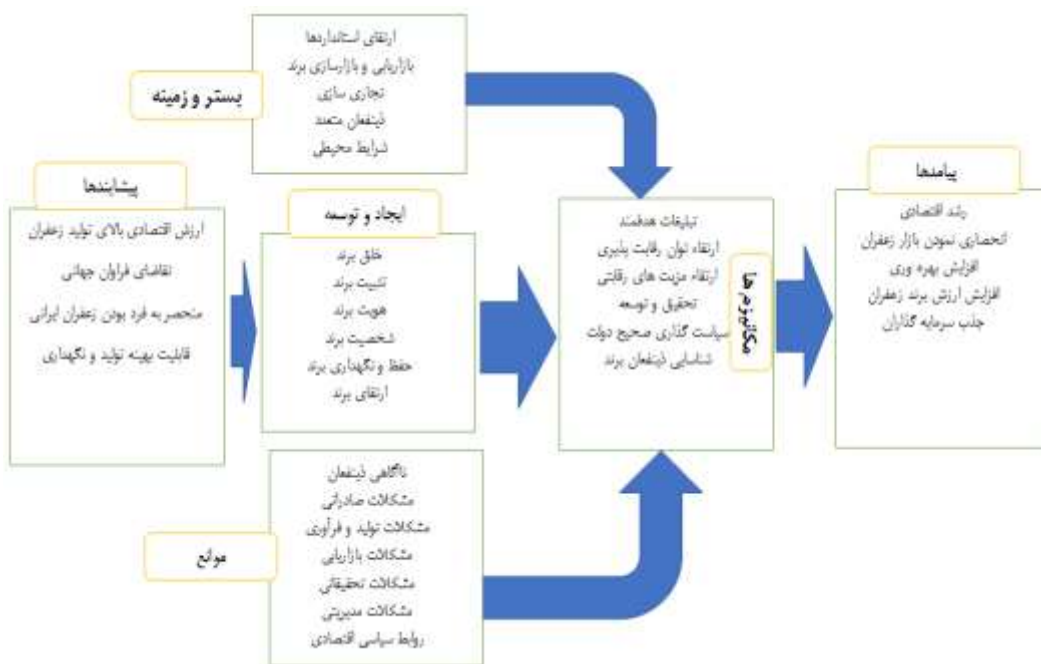 بستر و زمینه
ارتقای استانداردها
بازاریابی و بازارسازی برند
تجاری سازی
ذینفعان متعدد
شرایط محیطی
پیشایندها
ارزش اقتصادی بالای تولید زعفران
تقاضای فراوان جهانی
منحصر به فرد بودن زعفران ایرانی
قابلیت بهینه تولید و نگهداری
ایجاد و توسعه
خلق برند
تثبیت برند
هویت برند
شخصیت برند
حفظ و نگهداری برند
ارتقای برند
موانع
ناآگاهی ذینفعان
مشکلات صادراتی
مشکلات تولید و فرآوری
مشکلات بازاریابی
مشکلات تحقیقاتی
مشکلات مدیریتی
روابط سیاسی اقتصادی
مکانیزم ها
تبلیغات هدفمند
ارتقاء توان رقابت پذیری
ارتقاء مزیت های رقابتی
تحقیق و توسعه
سیاست گذاری صحیح دولت
شناسایی ذینفعان برند
پیامدها
رشد اقتصادی
انحصاری نمودن بازار زعفران
افزایش بهره وری
افزایش ارزش برند زعفران
جذب سرمایه گذاران